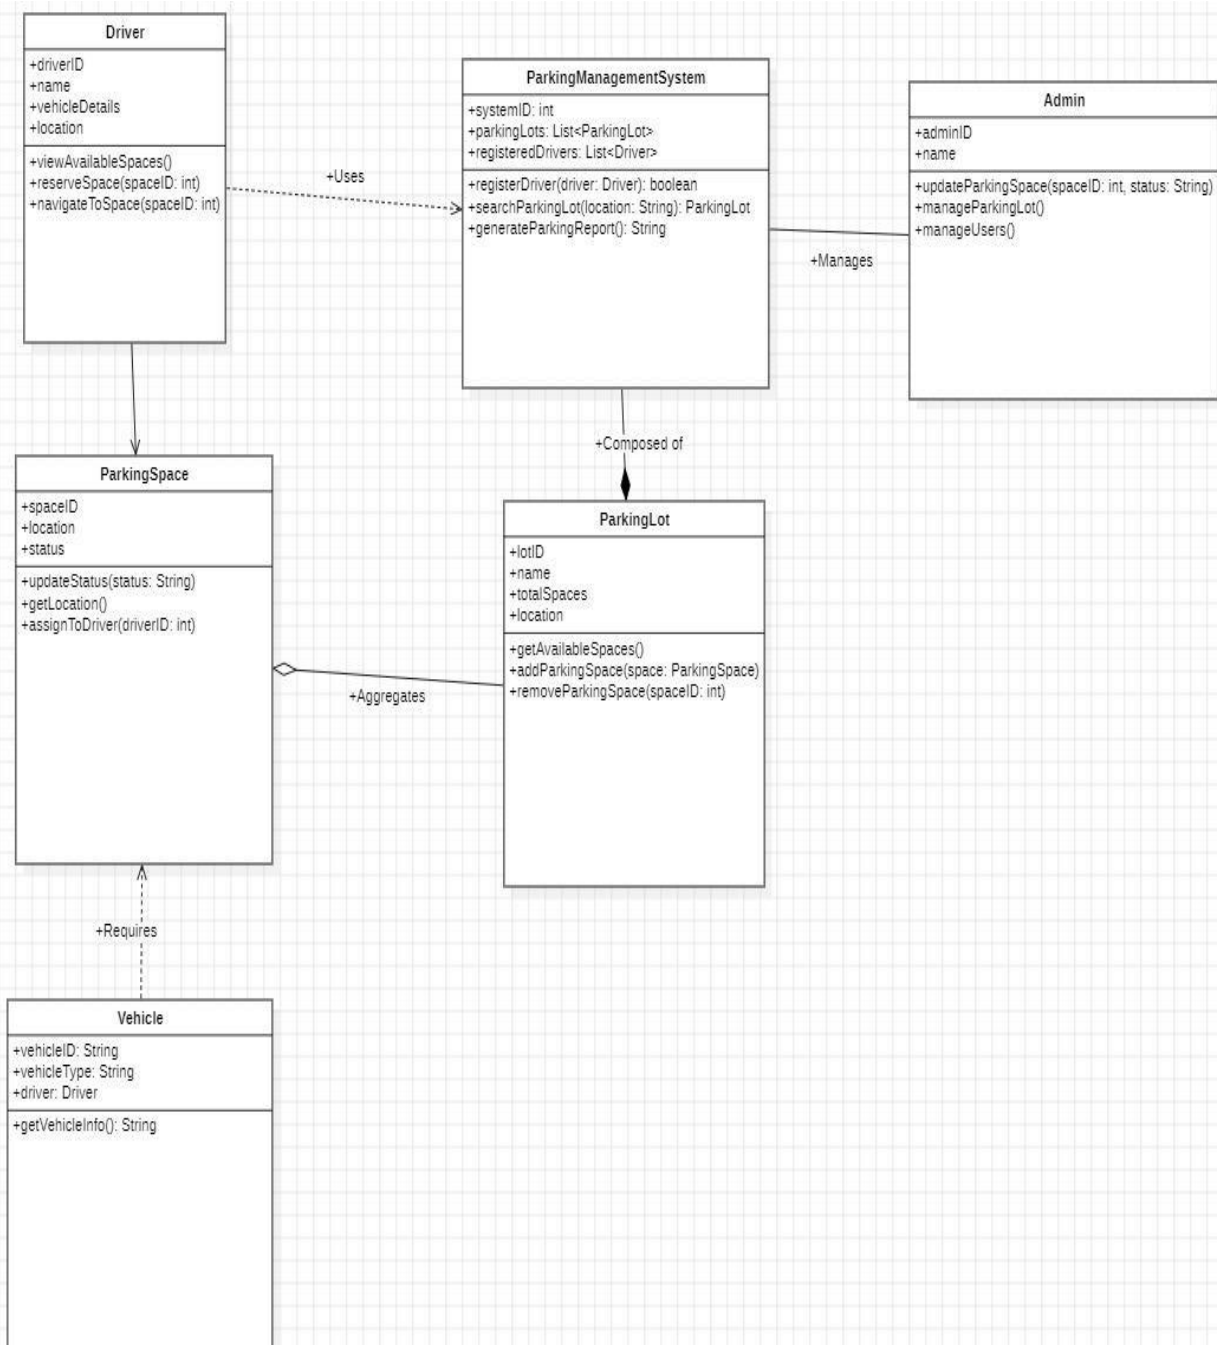 Driver
+driverID
+name
+vehicleDetails
+location
+viewAvailableSpaces()
+reserveSpace(spaceID: int)
+navigateToSpace(spaceID: int)
+Uses
ParkingManagementSystem
+systemID: int
+parkingLots: List<ParkingLot>
+registeredDrivers: List<Driver>
+registerDriver(driver: Driver): boolean
+searchParkingLot(location: String): ParkingLot
+generateParkingReport(): String
+Manages
Admin
+adminID
+name
+updateParkingSpace(spaceID: int, status: String)
+manageParkingLot()
+manageUsers()
+Composed of
ParkingSpace
+spaceID
+location
+status
+updateStatus(status: String)
+getLocation()
+assignToDriver(driverID: int)
+Aggregates
ParkingLot
+lotID
+name
+totalSpaces
+location
+getAvailableSpaces()
+addParkingSpace(space: ParkingSpace)
+removeParkingSpace(spaceID: int)
+Requires
Vehicle
+vehicleID: String
+vehicleType: String
+driver: Driver
+getVehicleInfo(): String